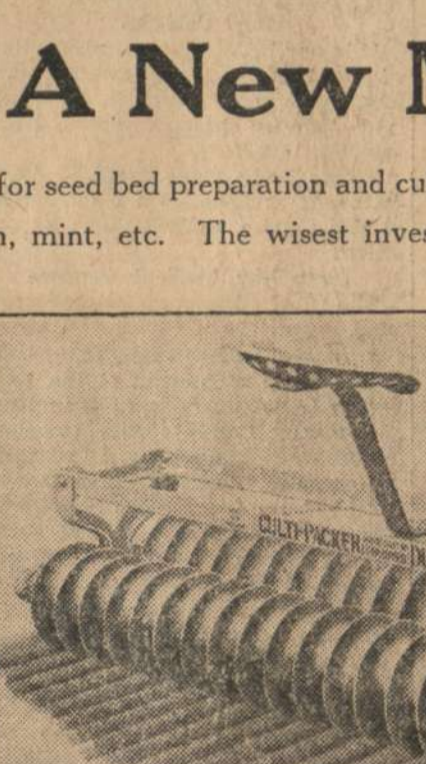 A New
for seed bed preparation and cu
mint, etc. The wisest inves
CULTI-PACKER